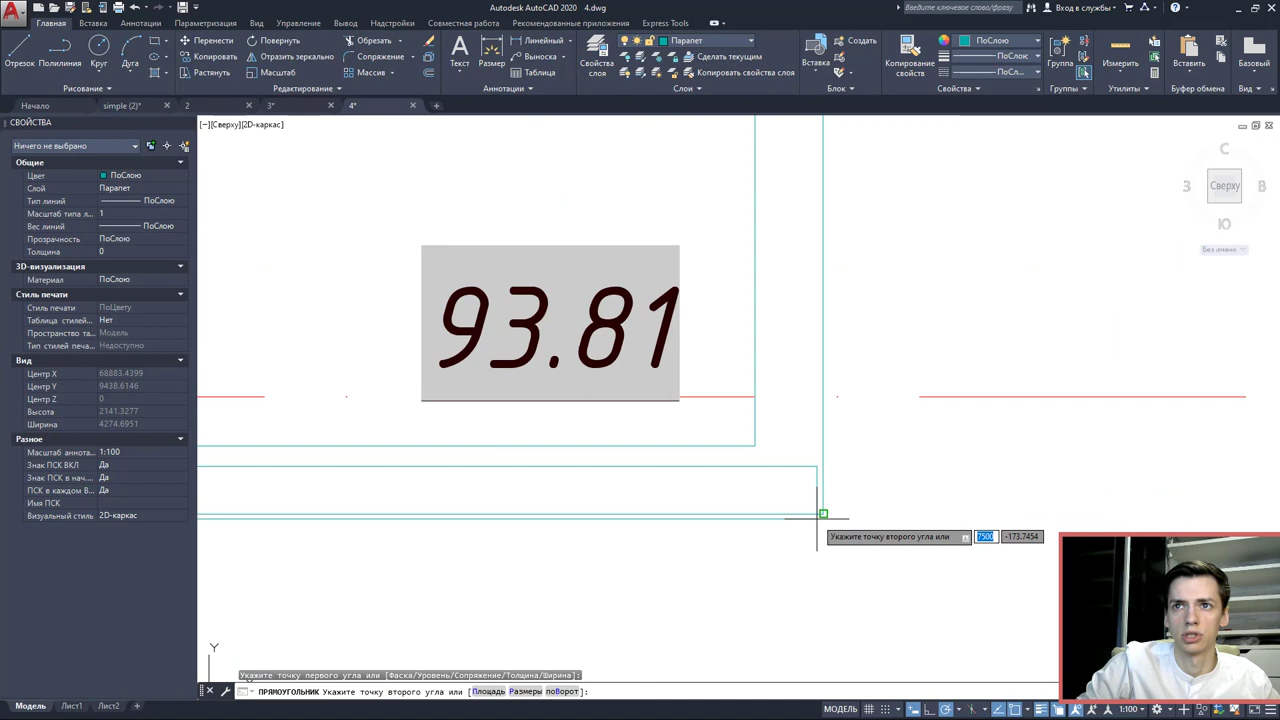 Autodesk AutoCAD 2020 4.dwg
Введите ключевое слово/фразу
Вход в службы
Главная Вставка Аннотации Параметризация Вид Управление Вывод Надстройки Совместная работа Рекомендованные приложения Express Tools
Отрезок Полилиния Круг Дуга
Перенести Повернуть Обрезать
Копировать Отразить зеркально Сопряжение
Растянуть Масштаб Массив
Текст Размер
Линейный
Выноска
Таблица
Свойства слоя
Парапет
Сделать текущим
Копировать свойства слоя
Вставка
Создать
Редактировать
Копирование свойств
ПоСлою
ПоСлою
ПоСл...
Группа
Измерить
Вставить
Базовый
Рисование Редактирование Аннотации Слои Блок Свойства Группы Утилиты Буфер обмена Вид
Начало simple (2)* 2 3* 4*
СВОЙСТВА
[−][Сверху][2D-каркас]
Ничего не выбрано
Общие
Цвет ПоСлою
Слой Парапет
Тип линий ПоСлою
Масштаб типа л... 1
Вес линий ПоСлою
Прозрачность ПоСлою
Толщина 0
3D-визуализация
Материал ПоСлою
Стиль печати
Стиль печати ПоЦвету
Таблица стилей... Нет
Пространство та... Модель
Тип стилей печа... Недоступно
Вид
Центр X 68883.4399
Центр Y 9438.6146
Центр Z 0
Высота 2141.3277
Ширина 4274.6951
Разное
Масштаб аннота... 1:100
Знак ПСК ВКЛ Да
Знак ПСК в нач.... Да
ПСК в каждом В... Да
Имя ПСК
Визуальный стиль 2D-каркас
С
З Сверху В
Ю
Без имени
93.81
Укажите точку второго угла или 7500 -173.7454
Y
Укажите точку первого угла или [Фаска/Уровень/Сопряжение/Толщина/Ширина]:
ПРЯМОУГОЛЬНИК Укажите точку второго угла или [Площадь Размеры поВорот]:
Модель Лист1 Лист2
МОДЕЛЬ 1:100